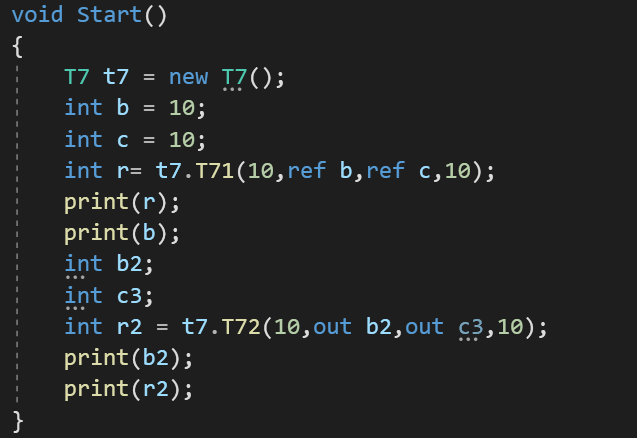 void Start()
{
T7 t7 = new T7();
int b = 10;
int c = 10;
int r= t7.T71(10,ref b,ref c,10);
print(r);
print(b);
int b2;
int c3;
int r2 = t7.T72(10,out b2,out c3,10);
print(b2);
print(r2);
}